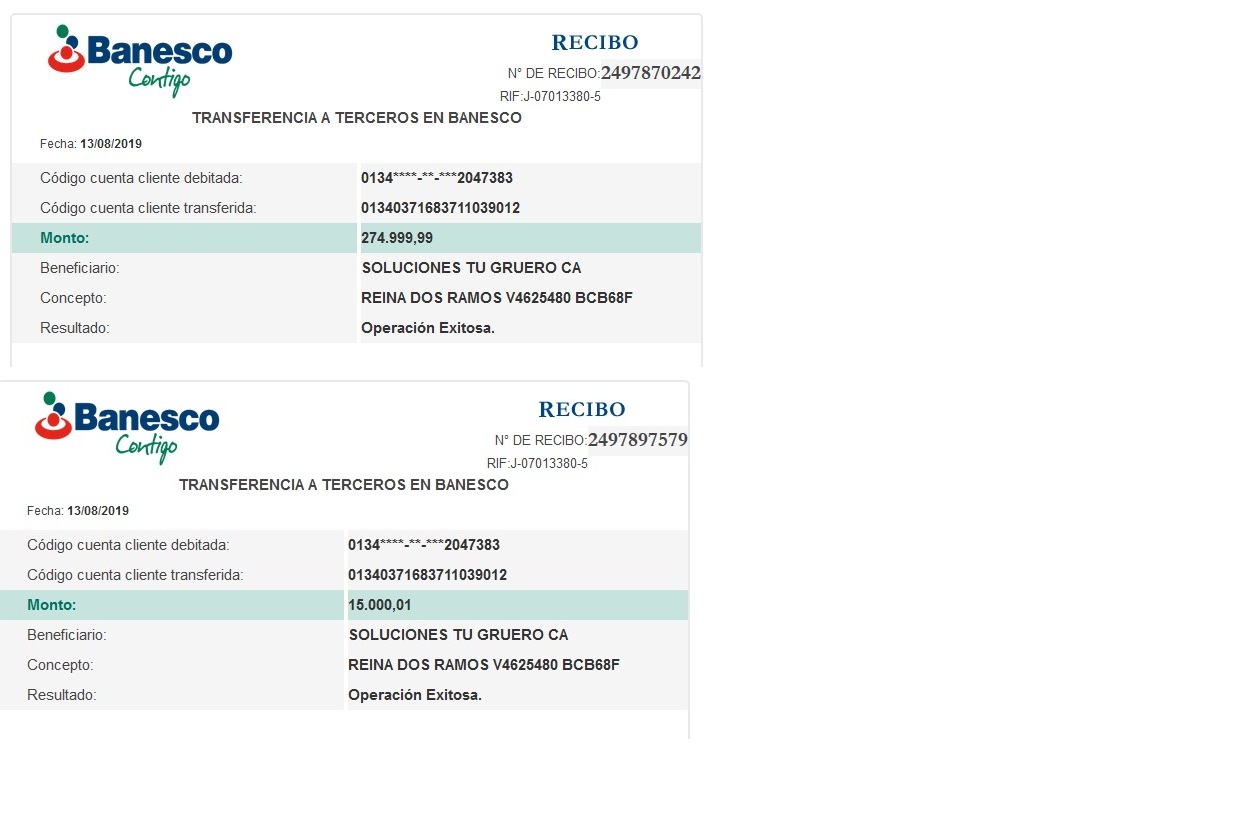 Banesco
Contigo
RECIBO
N° DE RECIBO:2497870242
RIF:J-07013380-5
TRANSFERENCIA A TERCEROS EN BANESCO
Fecha: 13/08/2019
Código cuenta cliente debitada: 0134****-**-***2047383
Código cuenta cliente transferida: 01340371683711039012
Monto: 274.999,99
Beneficiario: SOLUCIONES TU GRUERO CA
Concepto: REINA DOS RAMOS V4625480 BCB68F
Resultado: Operación Exitosa.
Banesco
Contigo
RECIBO
N° DE RECIBO:2497897579
RIF:J-07013380-5
TRANSFERENCIA A TERCEROS EN BANESCO
Fecha: 13/08/2019
Código cuenta cliente debitada: 0134****-**-***2047383
Código cuenta cliente transferida: 01340371683711039012
Monto: 15.000,01
Beneficiario: SOLUCIONES TU GRUERO CA
Concepto: REINA DOS RAMOS V4625480 BCB68F
Resultado: Operación Exitosa.